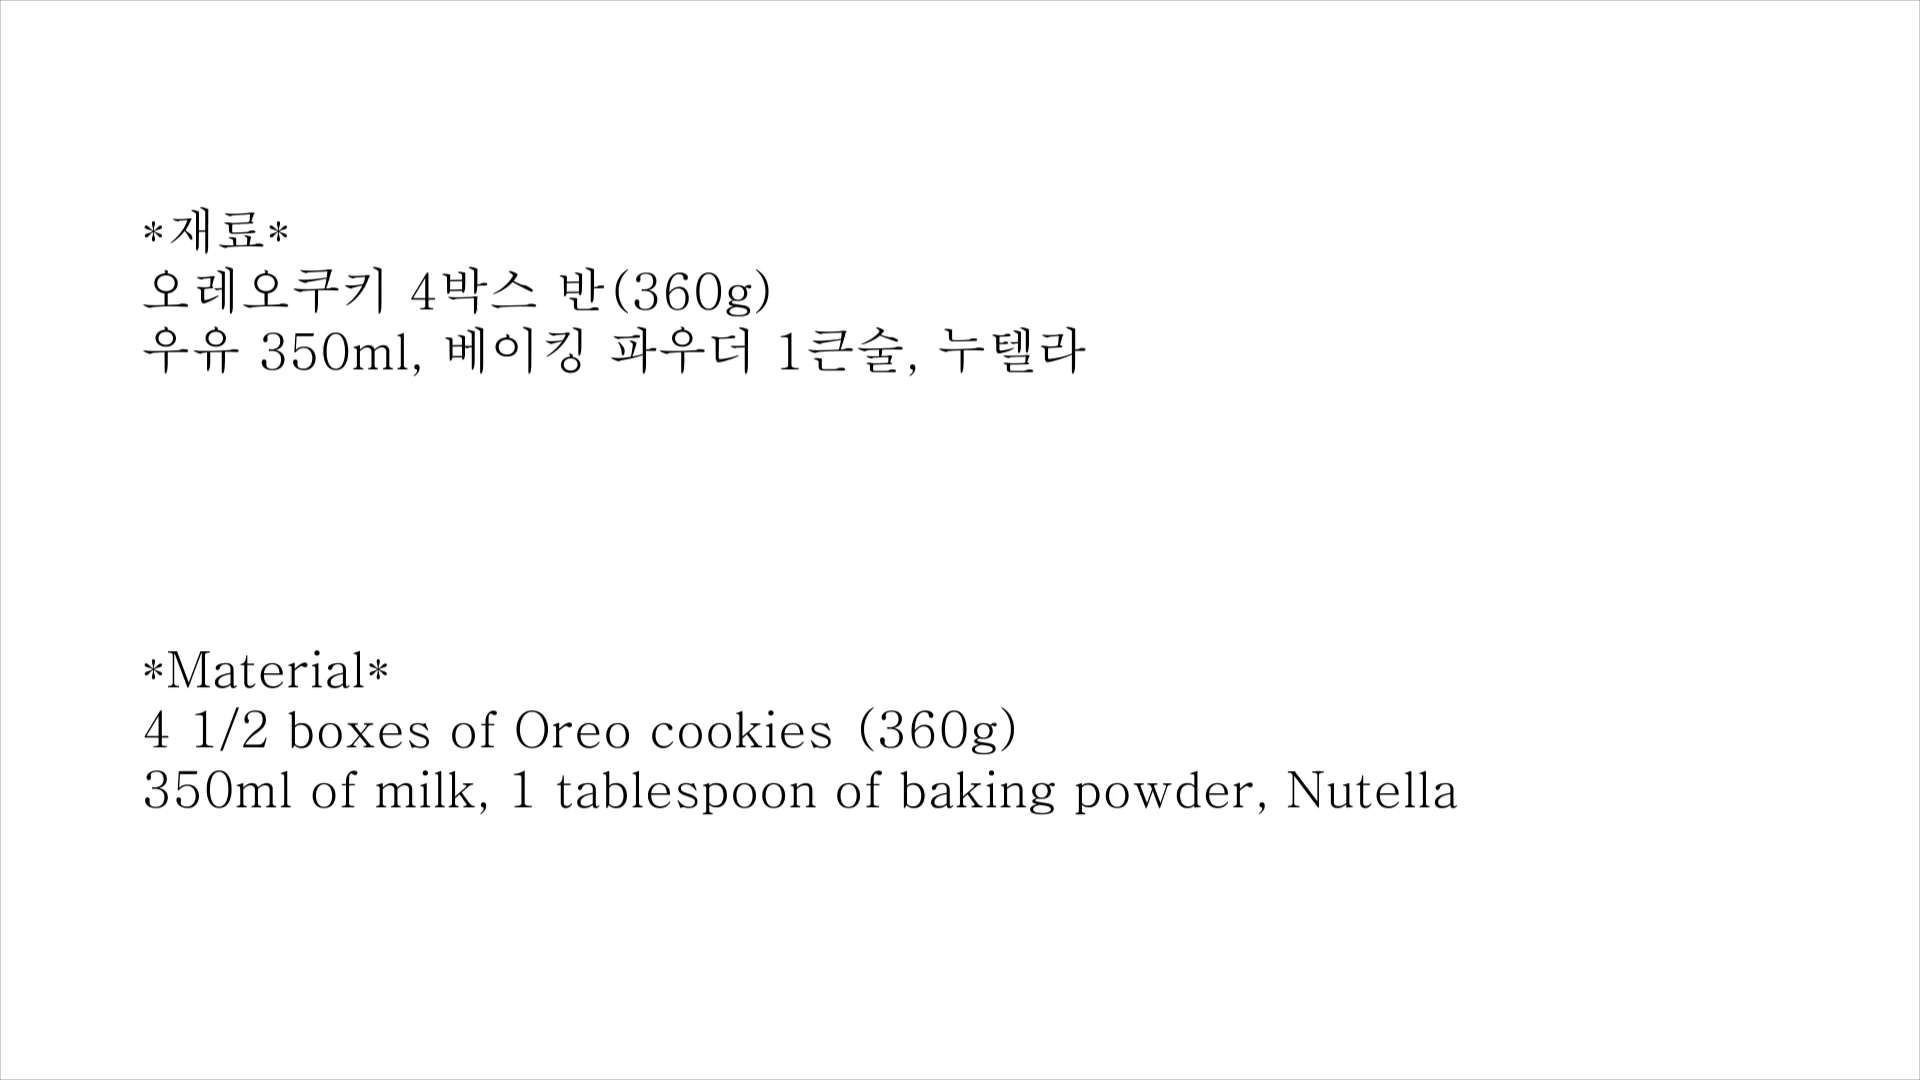 *재료*
오레오쿠키 4박스 반(360g)
우유 350ml, 베이킹 파우더 1큰술, 누텔라
*Material*
4 1/2 boxes of Oreo cookies (360g)
350ml of milk, 1 tablespoon of baking powder, Nutella